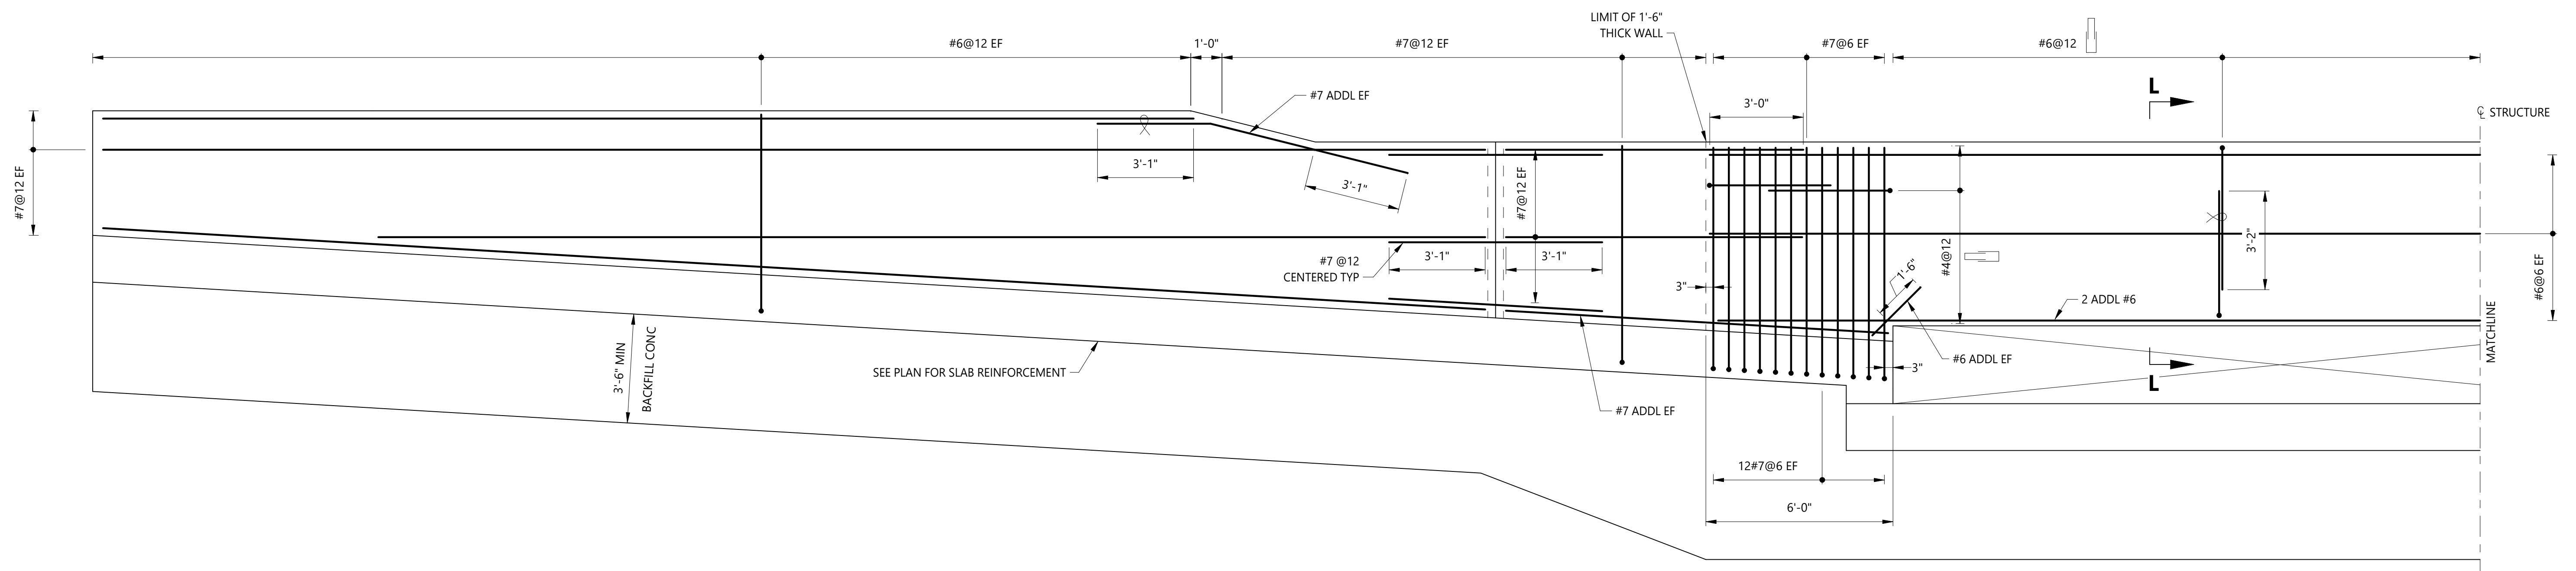 LIMIT OF 1'-6"
THICK WALL
#6@12 EF
1'-0"
#7@12 EF
#7@6 EF
#6@12
L
#7 ADDL EF
3'-0"
℄ STRUCTURE
3'-1"
3'-1"
#7@12 EF
#7@12 EF
#7 @12
CENTERED TYP
3'-1"
3'-1"
3"
#4@12
1'-6"
3'-2"
#6@6 EF
2 ADDL #6
MATCHLINE
#6 ADDL EF
3"
L
3'-6" MIN
BACKFILL CONC
SEE PLAN FOR SLAB REINFORCEMENT
#7 ADDL EF
12#7@6 EF
6'-0"